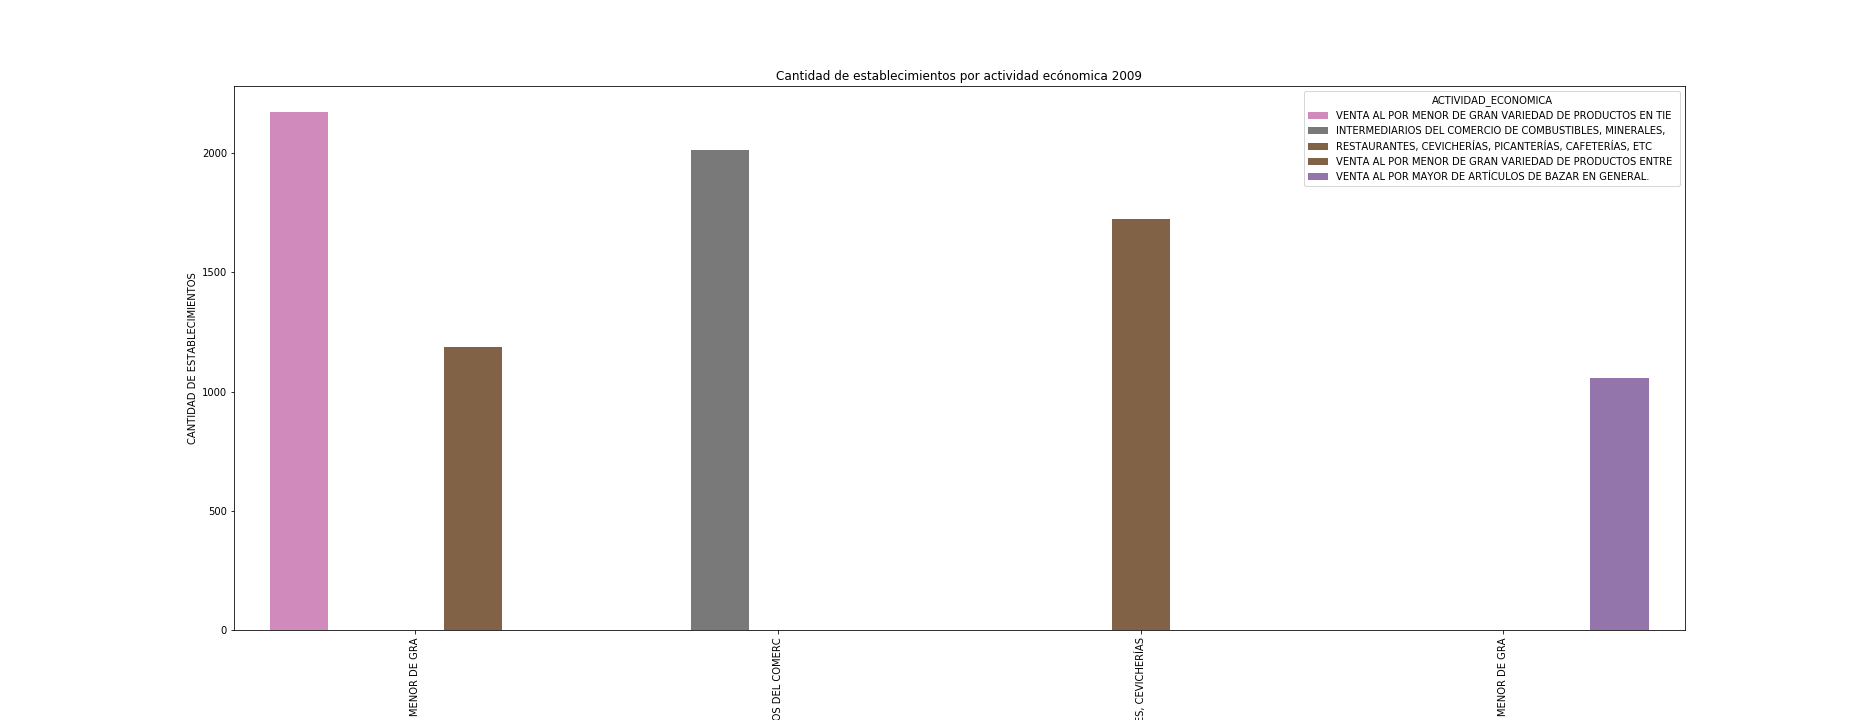 Cantidad de establecimientos por actividad ecónomica 2009
ACTIVIDAD_ECONOMICA
VENTA AL POR MENOR DE GRAN VARIEDAD DE PRODUCTOS EN TIE
INTERMEDIARIOS DEL COMERCIO DE COMBUSTIBLES, MINERALES,
RESTAURANTES, CEVICHERÍAS, PICANTERÍAS, CAFETERÍAS, ETC
VENTA AL POR MENOR DE GRAN VARIEDAD DE PRODUCTOS ENTRE
VENTA AL POR MAYOR DE ARTÍCULOS DE BAZAR EN GENERAL.
CANTIDAD DE ESTABLECIMIENTOS
2000
1500
1000
500
0
MENOR DE GRA
OS DEL COMERC
ES, CEVICHERÍAS
MENOR DE GRA